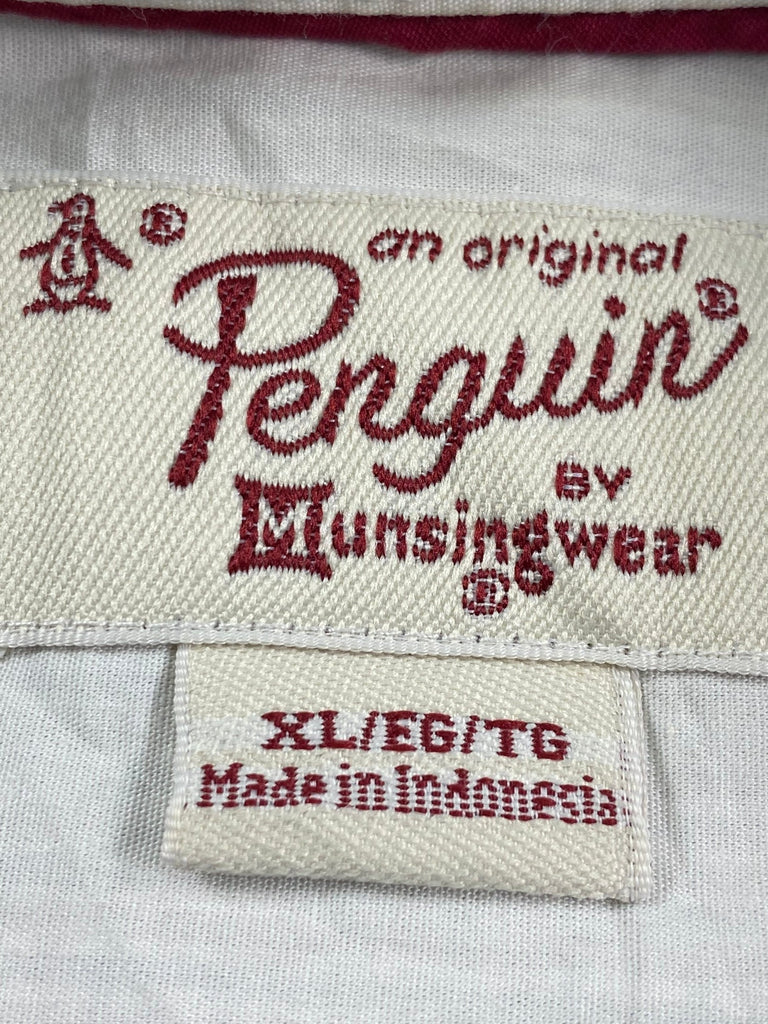 ® an original
Penguin®
BY
Munsingwear
®
XL/EG/TG
Made in Indonesia